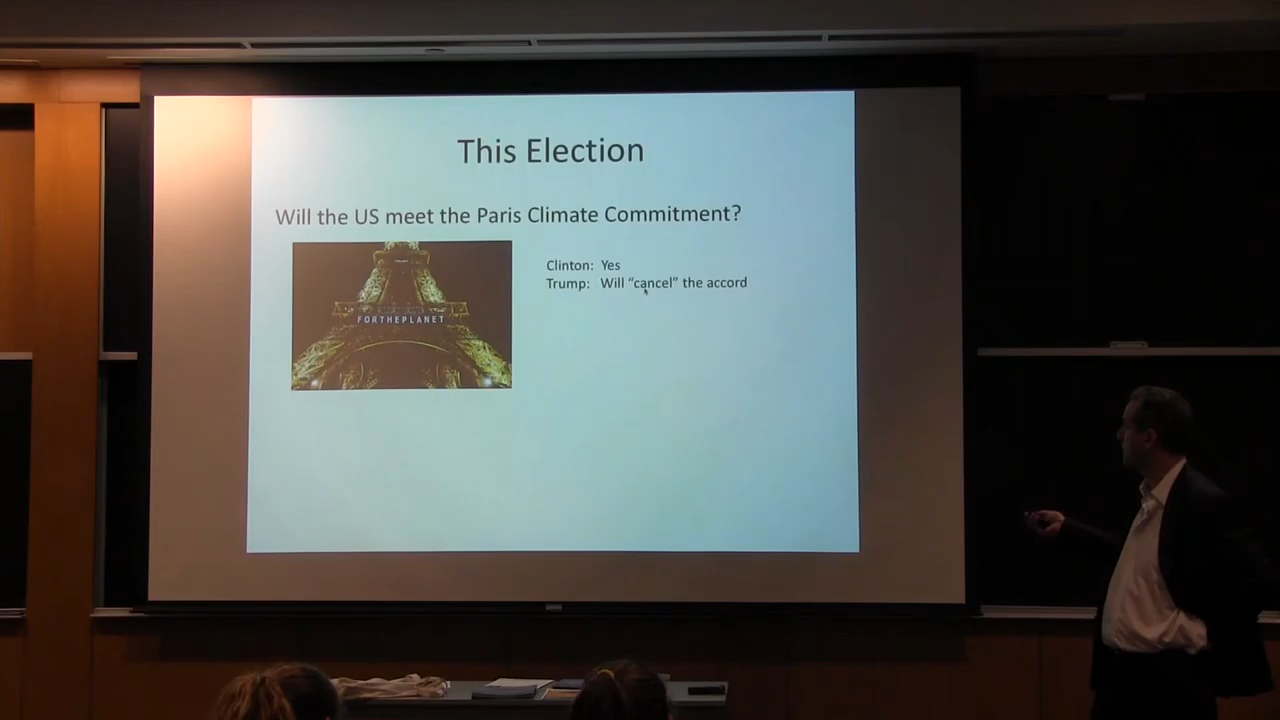 This Election
Will the US meet the Paris Climate Commitment?
FORTHEPLANET
Clinton: Yes
Trump: Will “cancel” the accord